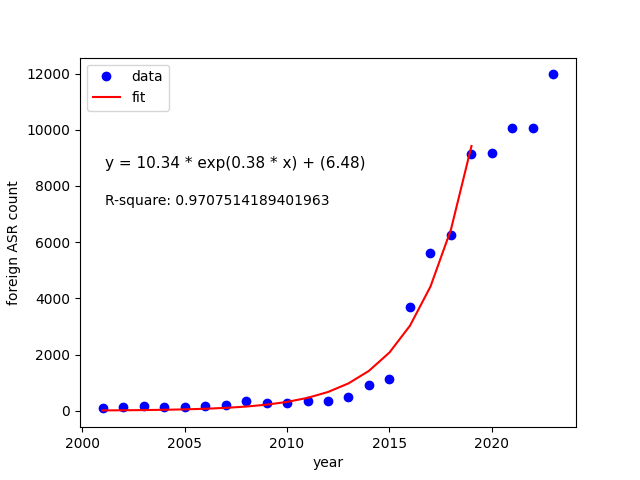 data
fit
y = 10.34 * exp(0.38 * x) + (6.48)
R-square: 0.9707514189401963
foreign ASR count
12000
10000
8000
6000
4000
2000
0
2000 2005 2010 2015 2020
year